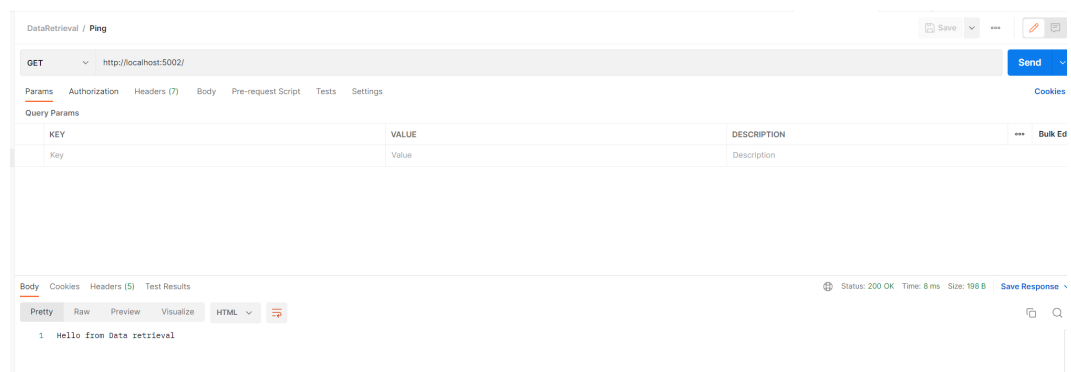 DataRetrieval / Ping
Save
GET http://localhost:5002/ Send
Params Authorization Headers (7) Body Pre-request Script Tests Settings Cookies
Query Params
KEY VALUE DESCRIPTION Bulk Ed
Key Value Description
Body Cookies Headers (5) Test Results Status: 200 OK Time: 8 ms Size: 198 B Save Response
Pretty Raw Preview Visualize HTML
1 Hello from Data retrieval